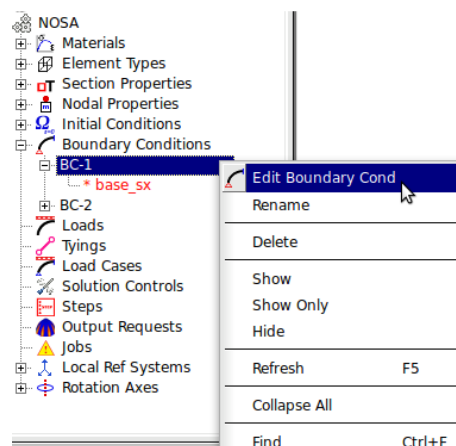 NOSA
Materials
Element Types
Section Properties
Nodal Properties
Initial Conditions
Boundary Conditions
BC-1
* base_sx
BC-2
Loads
Tyings
Load Cases
Solution Controls
Steps
Output Requests
Jobs
Local Ref Systems
Rotation Axes
Edit Boundary Cond
Rename
Delete
Show
Show Only
Hide
Refresh F5
Collapse All
Find Ctrl+F